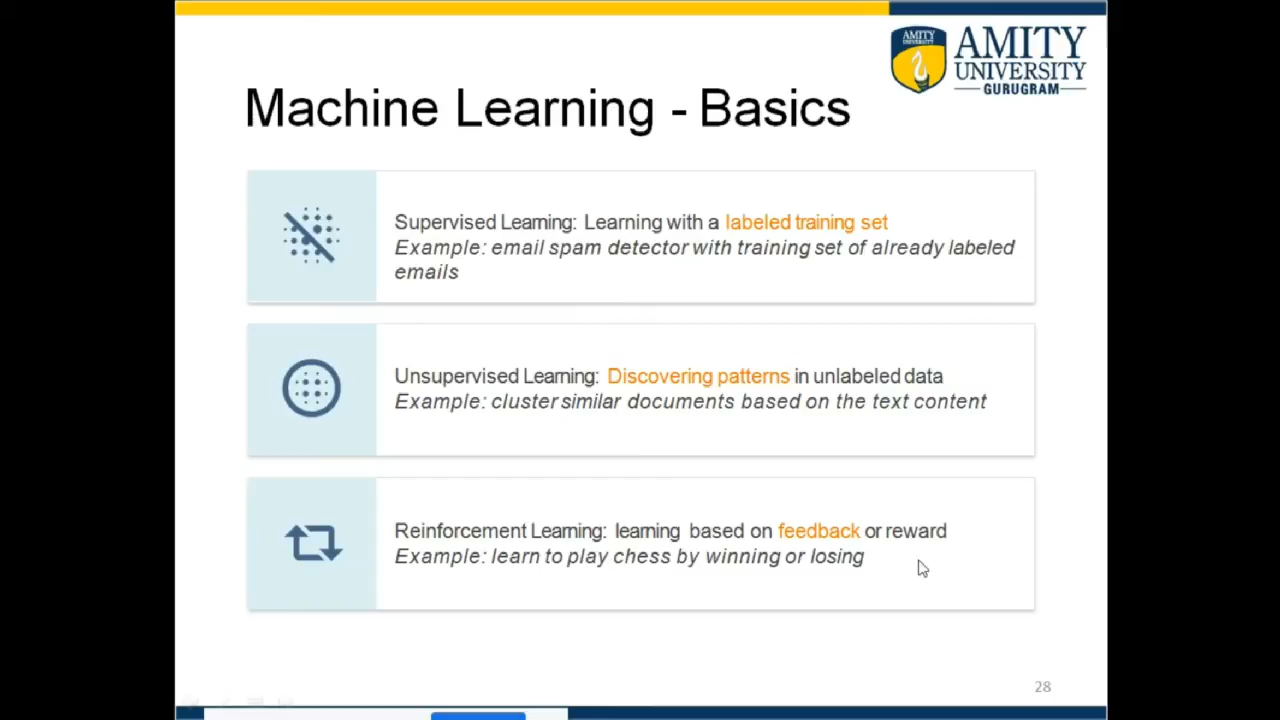 AMITY
UNIVERSITY
AMITY
UNIVERSITY
GURUGRAM
Machine Learning - Basics
Supervised Learning: Learning with a labeled training set
Example: email spam detector with training set of already labeled
emails
Unsupervised Learning: Discovering patterns in unlabeled data
Example: cluster similar documents based on the text content
Reinforcement Learning: learning based on feedback or reward
Example: learn to play chess by winning or losing
28